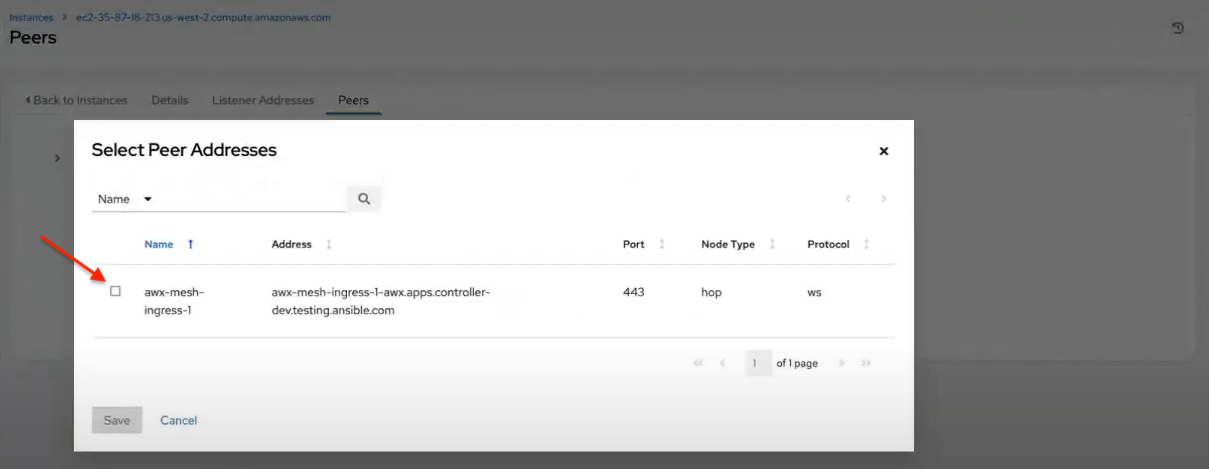 Instances > ec2-35-87-18-213.us-west-2.compute.amazonaws.com
Peers
Back to Instances Details Listener Addresses Peers
Select Peer Addresses
Name
Name Address Port Node Type Protocol
awx-mesh- awx-mesh-ingress-1-awx.apps.controller- 443 hop ws
ingress-1 dev.testing.ansible.com
1 of 1 page
Save Cancel